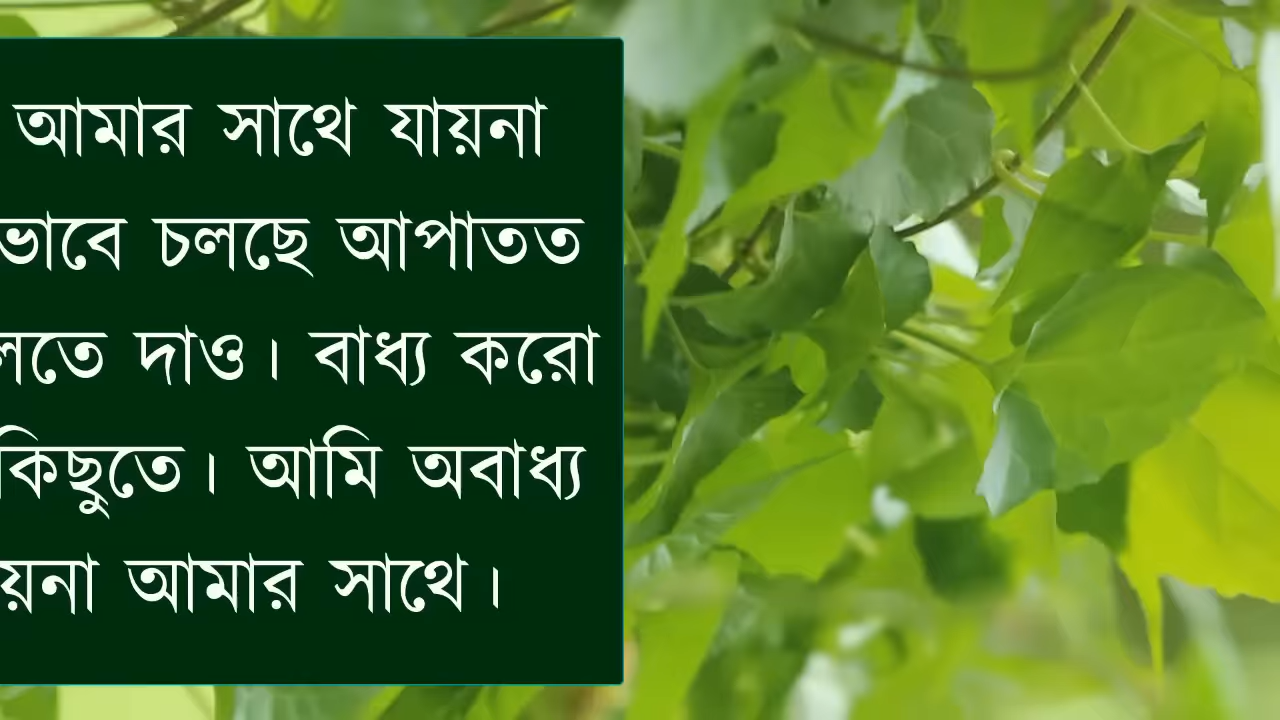 আমার সাথে যায়না
ভাবে চলছে আপাতত
লতে দাও। বাধ্য করো
কিছুতে। আমি অবাধ্য
য়না আমার সাথে।